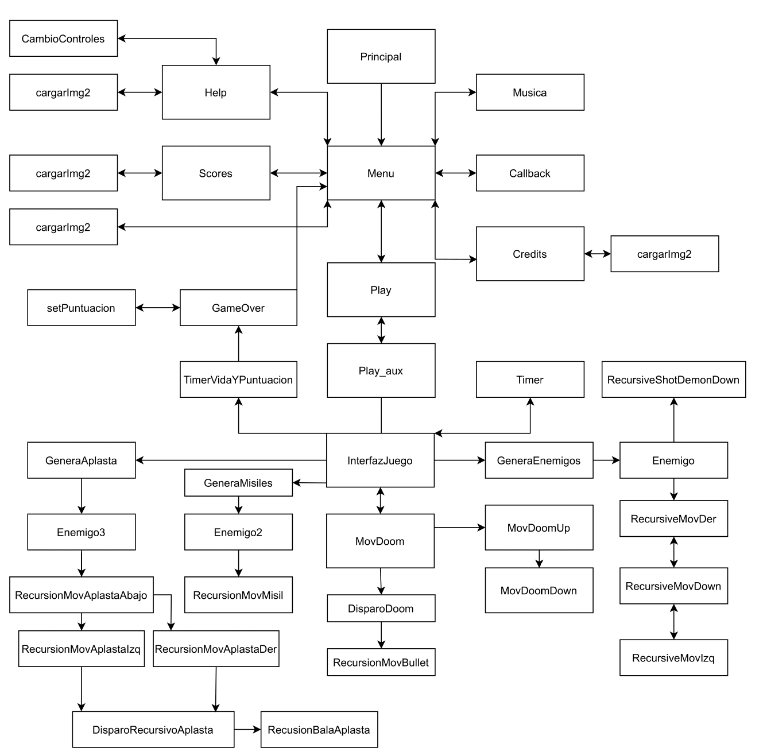 CambioControles
Principal
cargarImg2
Help
Musica
cargarImg2
Scores
Menu
Callback
cargarImg2
Credits
cargarImg2
setPuntuacion
GameOver
Play
TimerVidaYPuntuacion
Play_aux
Timer
RecursiveShotDemonDown
GeneraAplasta
InterfazJuego
GeneraEnemigos
Enemigo
GeneraMisiles
Enemigo3
Enemigo2
MovDoom
MovDoomUp
RecursiveMovDer
RecursionMovAplastaAbajo
RecursionMovMisil
DisparoDoom
MovDoomDown
RecursiveMovDown
RecursionMovAplastaIzq
RecursionMovAplastaDer
RecursionMovBullet
RecursiveMovIzq
DisparoRecursivoAplasta
RecusionBalaAplasta